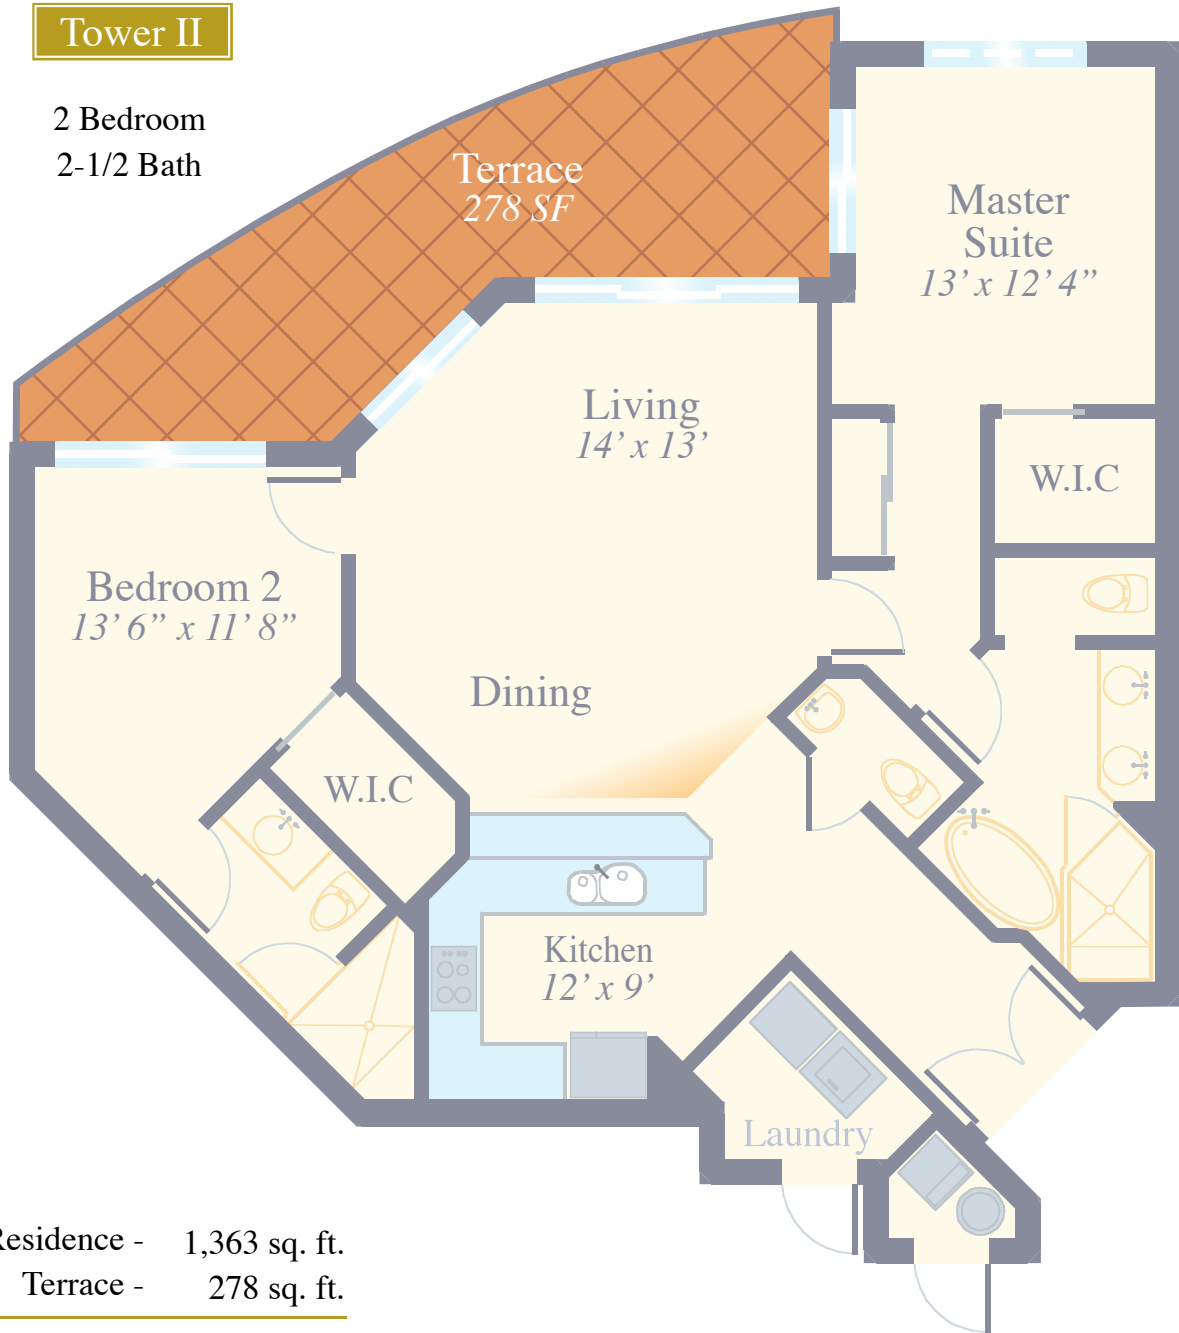 Tower II
2 Bedroom
2-1/2 Bath
Terrace
278 SF
Master
Suite
13’ x 12’ 4”
Living
14’ x 13’
W.I.C
Bedroom 2
13’ 6” x 11’ 8”
Dining
W.I.C
Kitchen
12’ x 9’
Laundry
Residence - 1,363 sq. ft.
Terrace - 278 sq. ft.